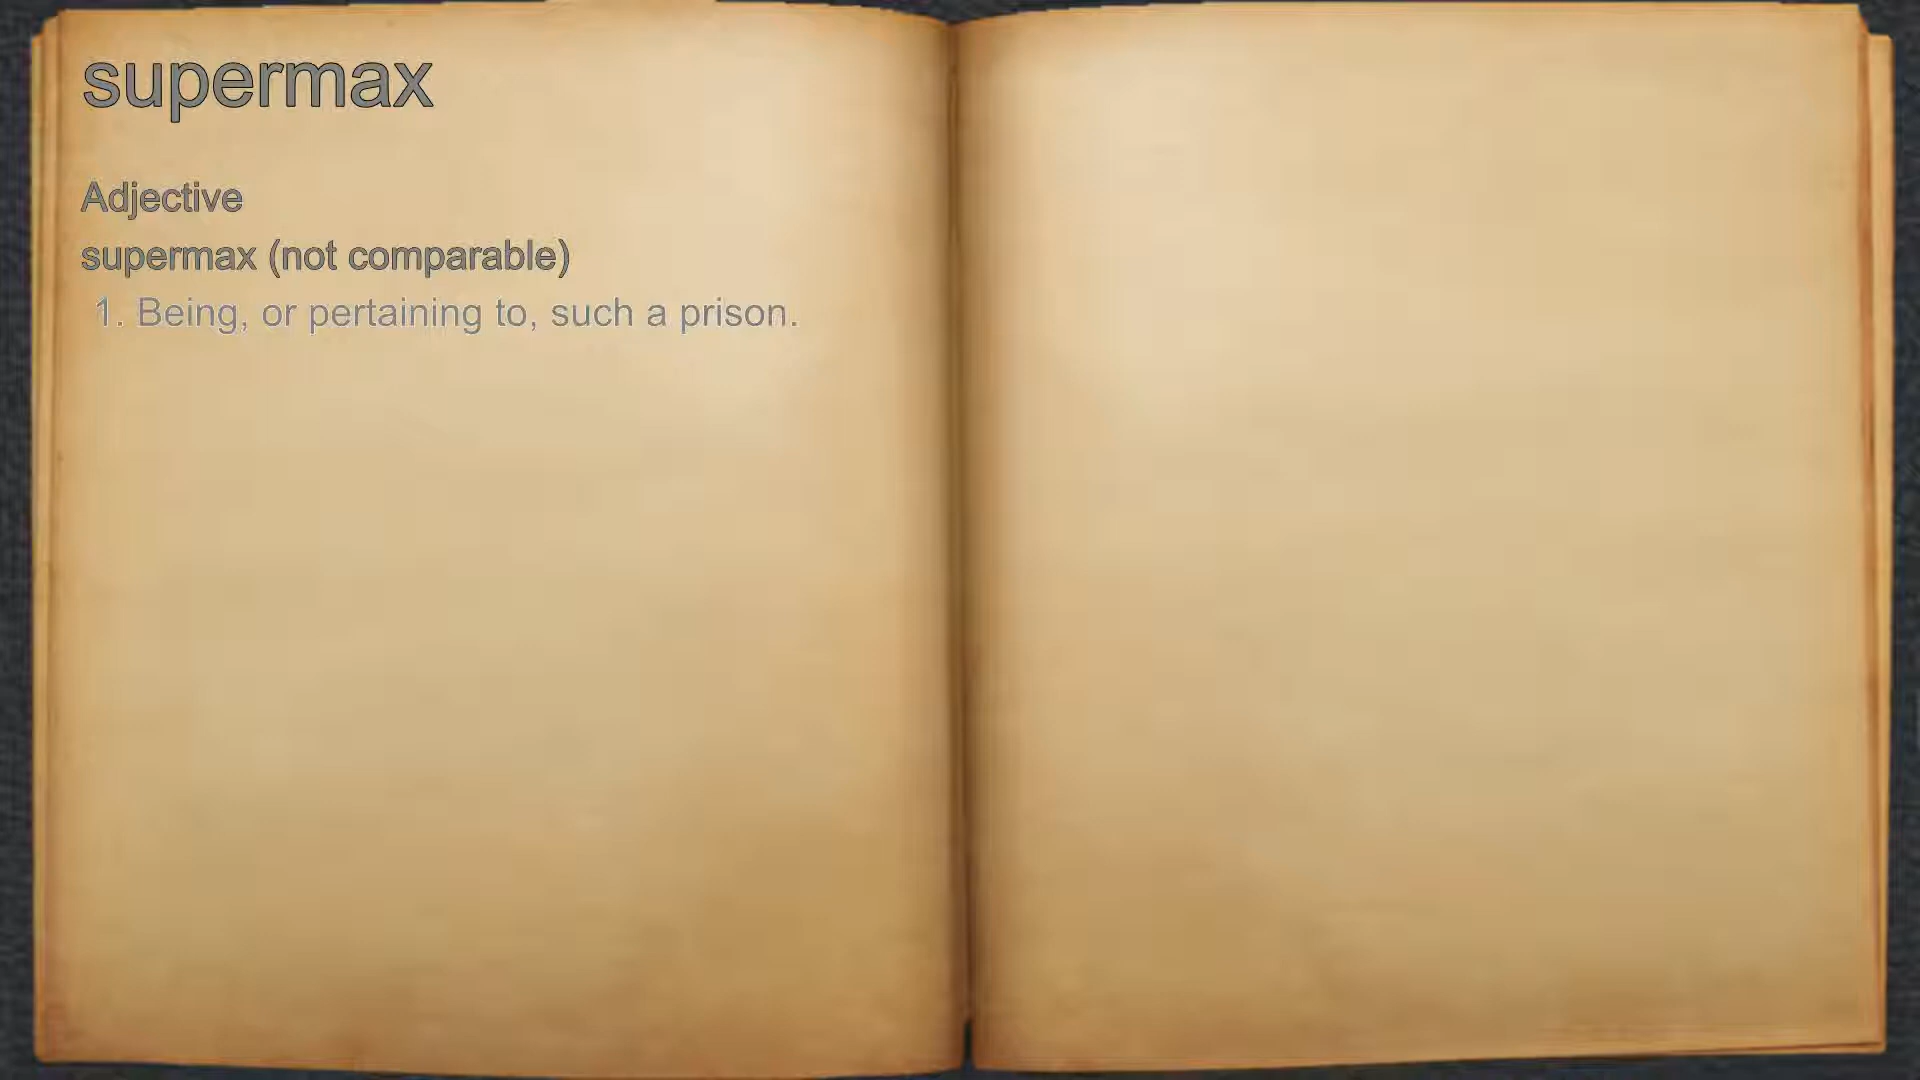 supermax
Adjective
supermax (not comparable)
1. Being, or pertaining to, such a prison.